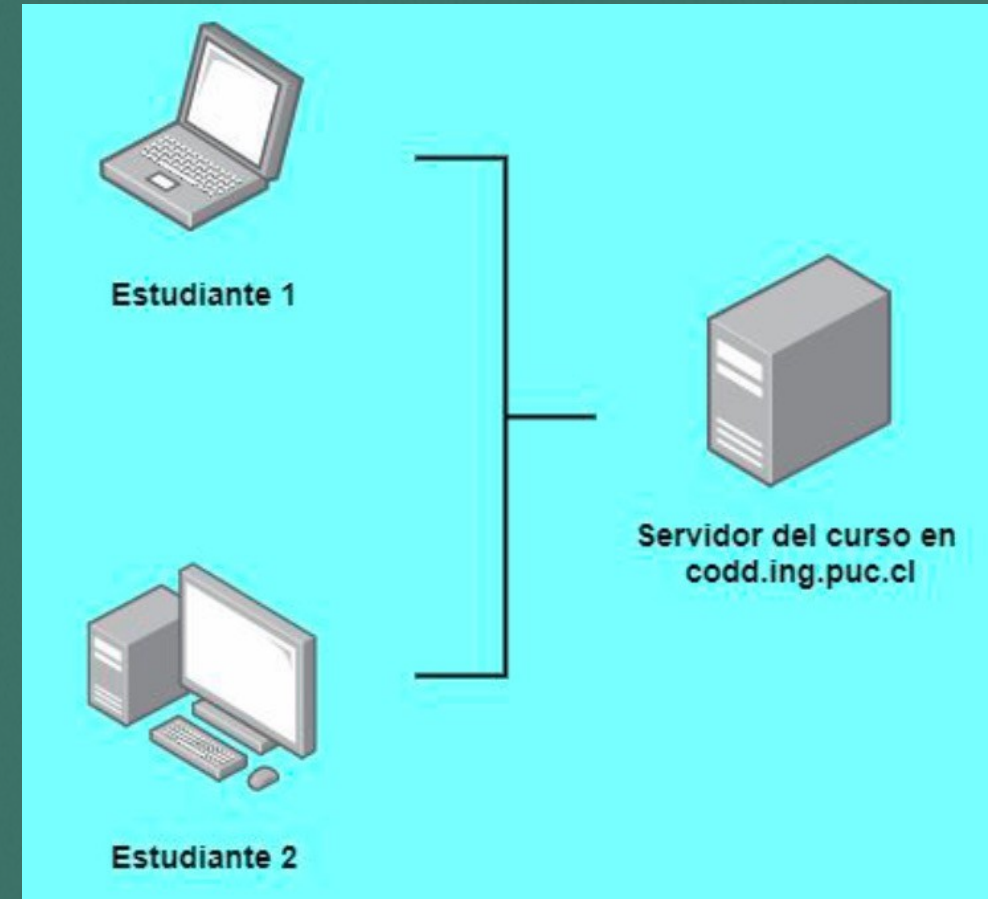 Estudiante 1
Servidor del curso en
codd.ing.puc.cl
Estudiante 2